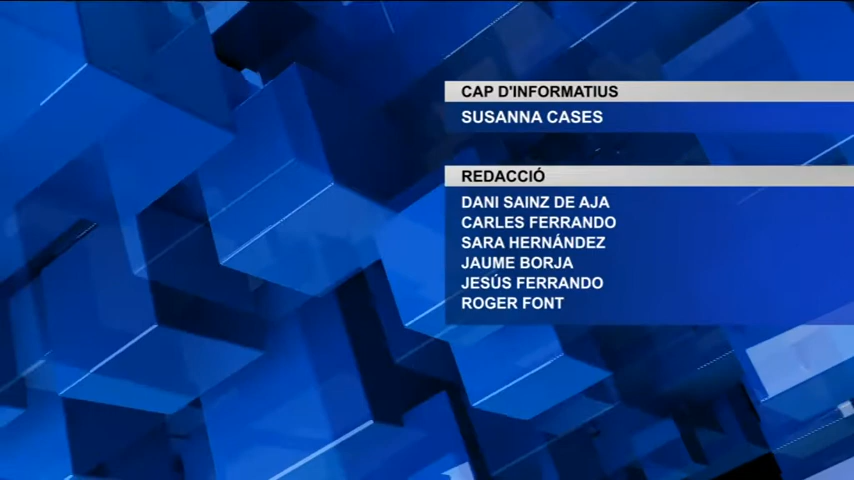 CAP D'INFORMATIUS
SUSANNA CASES
REDACCIÓ
DANI SAINZ DE AJA
CARLES FERRANDO
SARA HERNÁNDEZ
JAUME BORJA
JESÚS FERRANDO
ROGER FONT